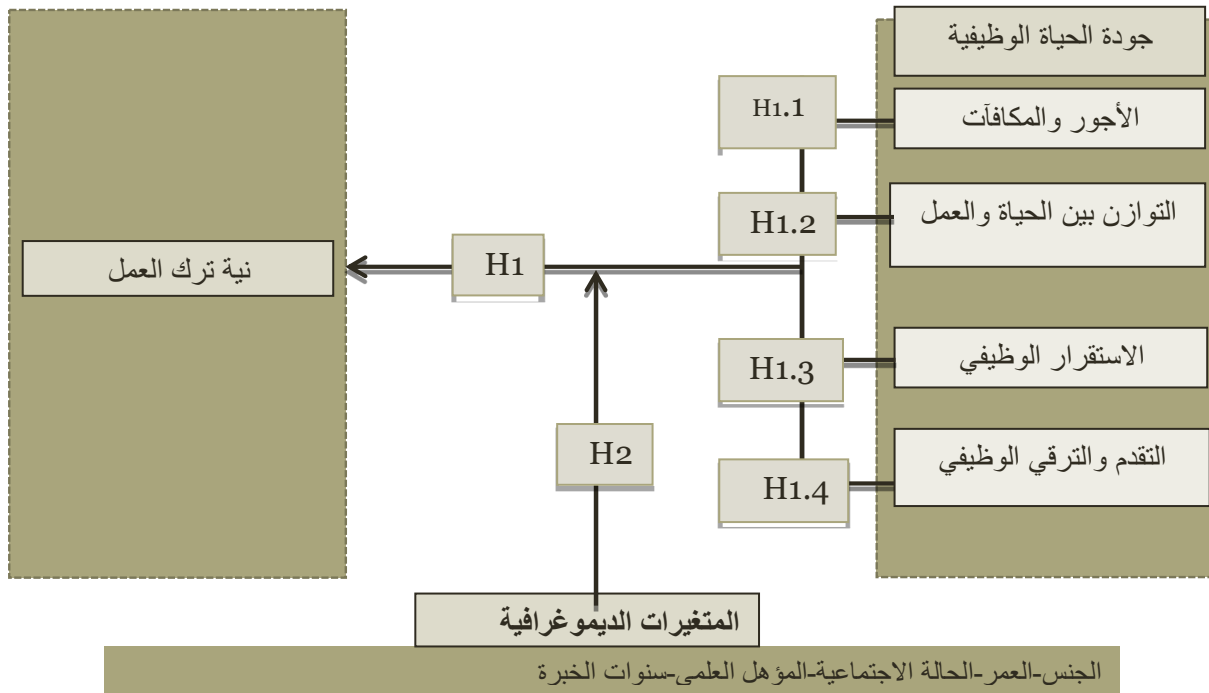 جودة الحياة الوظيفية
H1.1
الأجور والمكافآت
H1.2
التوازن بين الحياة والعمل
H1
نية ترك العمل
H1.3
الاستقرار الوظيفي
H2
H1.4
التقدم والترقي الوظيفي
المتغيرات الديموغرافية
الجنس-العمر-الحالة الاجتماعية-المؤهل العلمى-سنوات الخبرة